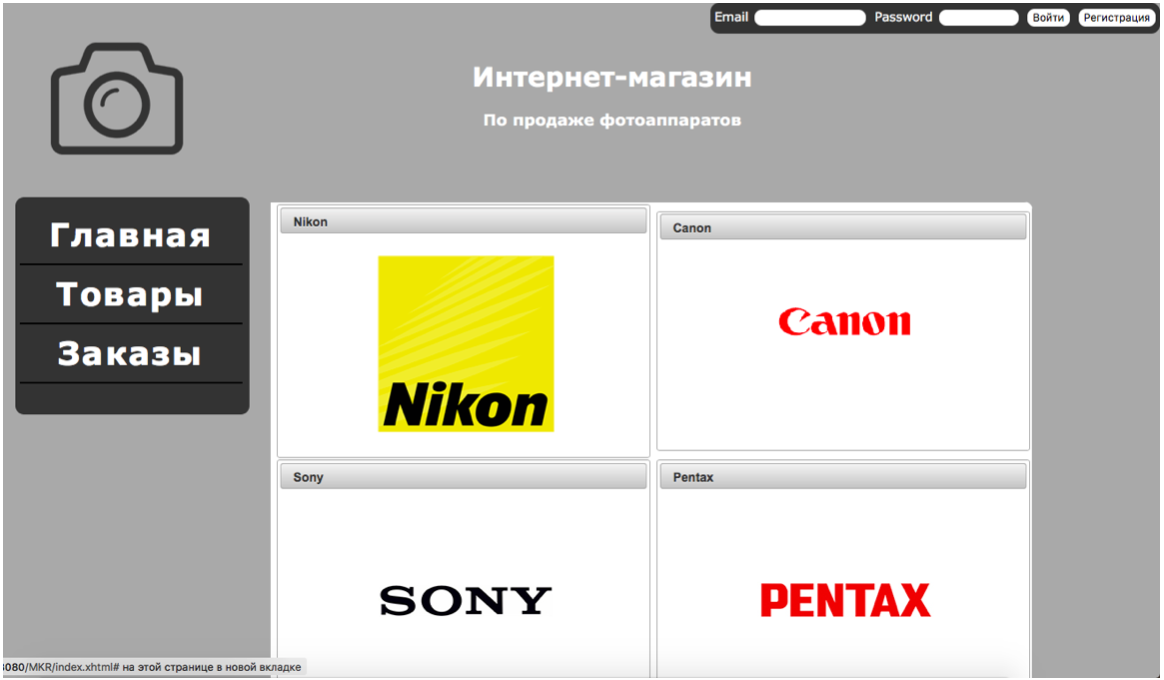 Email Password Войти Регистрация
Интернет-магазин
По продаже фотоаппаратов
Главная
Товары
Заказы
Nikon
Canon
Nikon
Canon
Sony
Pentax
SONY
PENTAX
8080/MKR/index.xhtml# на этой странице в новой вкладке